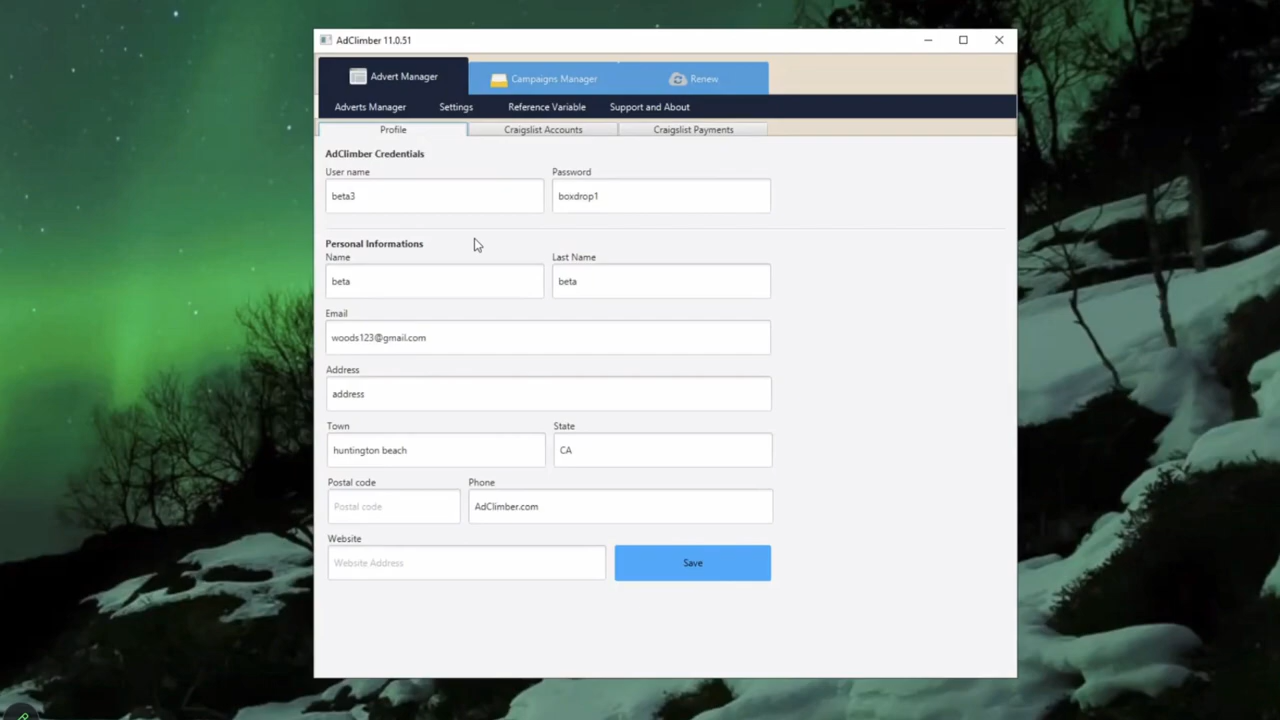 AdClimber 11.0.51
Advert Manager
Campaigns Manager
Renew
Adverts Manager
Settings
Reference Variable
Support and About
Profile
Craigslist Accounts
Craigslist Payments
AdClimber Credentials
User name
Password
beta3
boxdrop1
Personal Informations
Name
Last Name
beta
beta
Email
woods123@gmail.com
Address
address
Town
State
huntington beach
CA
Postal code
Phone
Postal code
AdClimber.com
Website
Website Address
Save